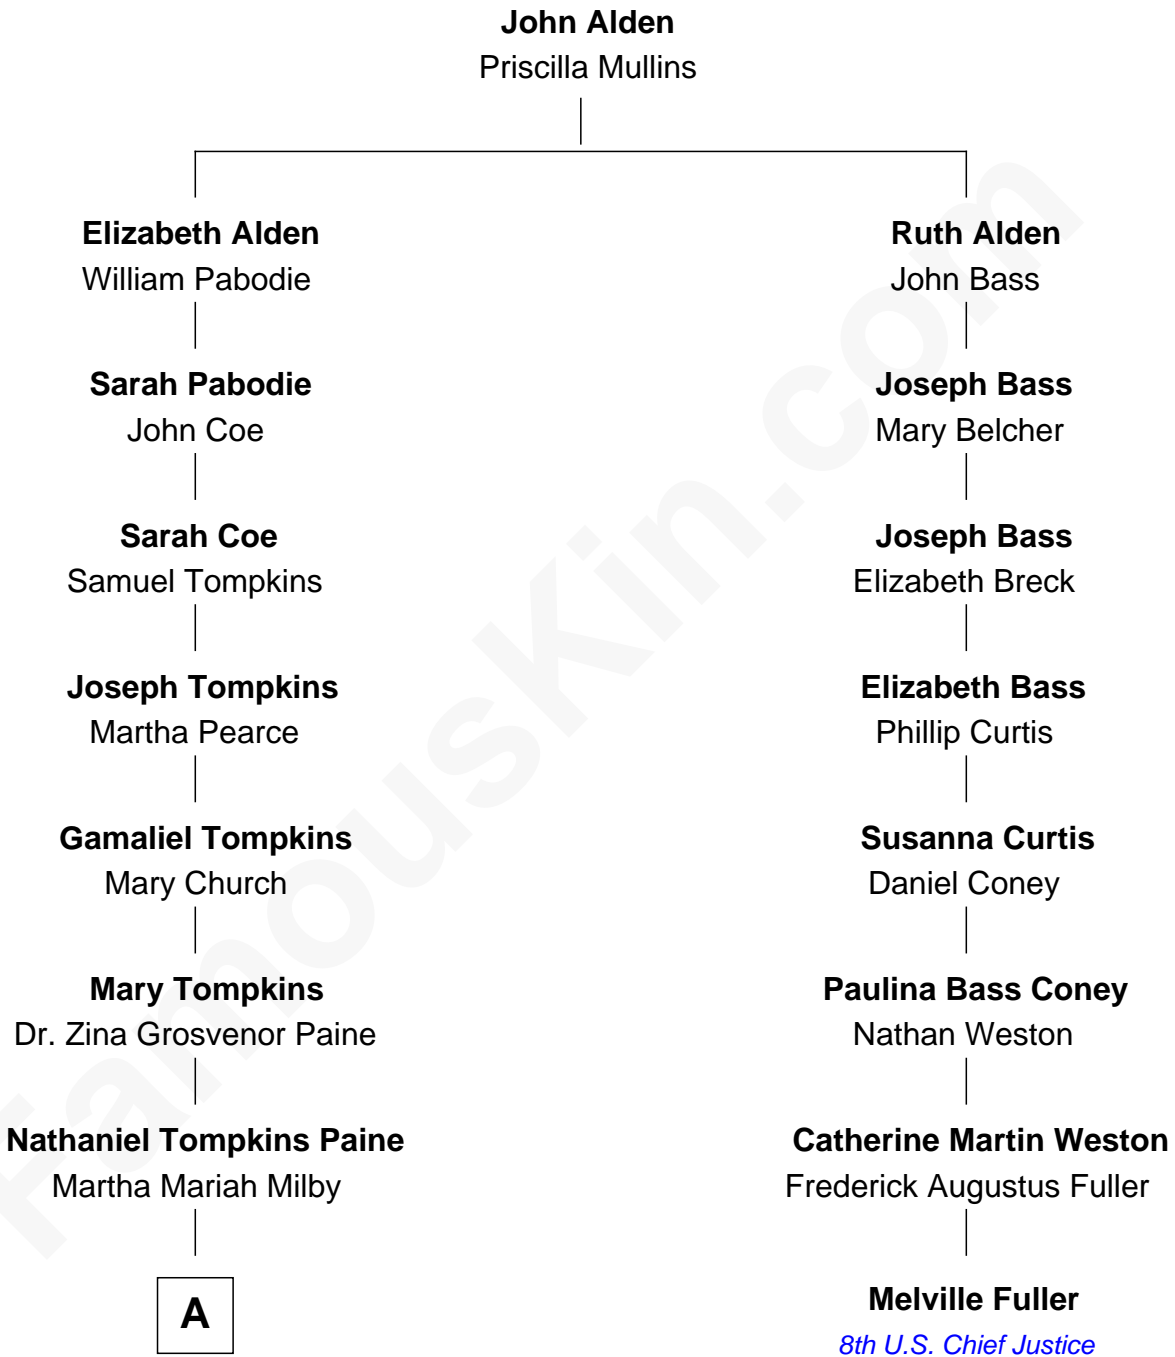 John Alden
Priscilla Mullins
Elizabeth Alden
William Pabodie
Ruth Alden
John Bass
Sarah Pabodie
John Coe
Joseph Bass
Mary Belcher
Sarah Coe
Samuel Tompkins
Joseph Bass
Elizabeth Breck
Joseph Tompkins
Martha Pearce
Elizabeth Bass
Phillip Curtis
Gamaliel Tompkins
Mary Church
Susanna Curtis
Daniel Coney
Mary Tompkins
Dr. Zina Grosvenor Paine
Paulina Bass Coney
Nathan Weston
Nathaniel Tompkins Paine
Martha Mariah Milby
Catherine Martin Weston
Frederick Augustus Fuller
A
Melville Fuller
8th U.S. Chief Justice
FamousKin.com